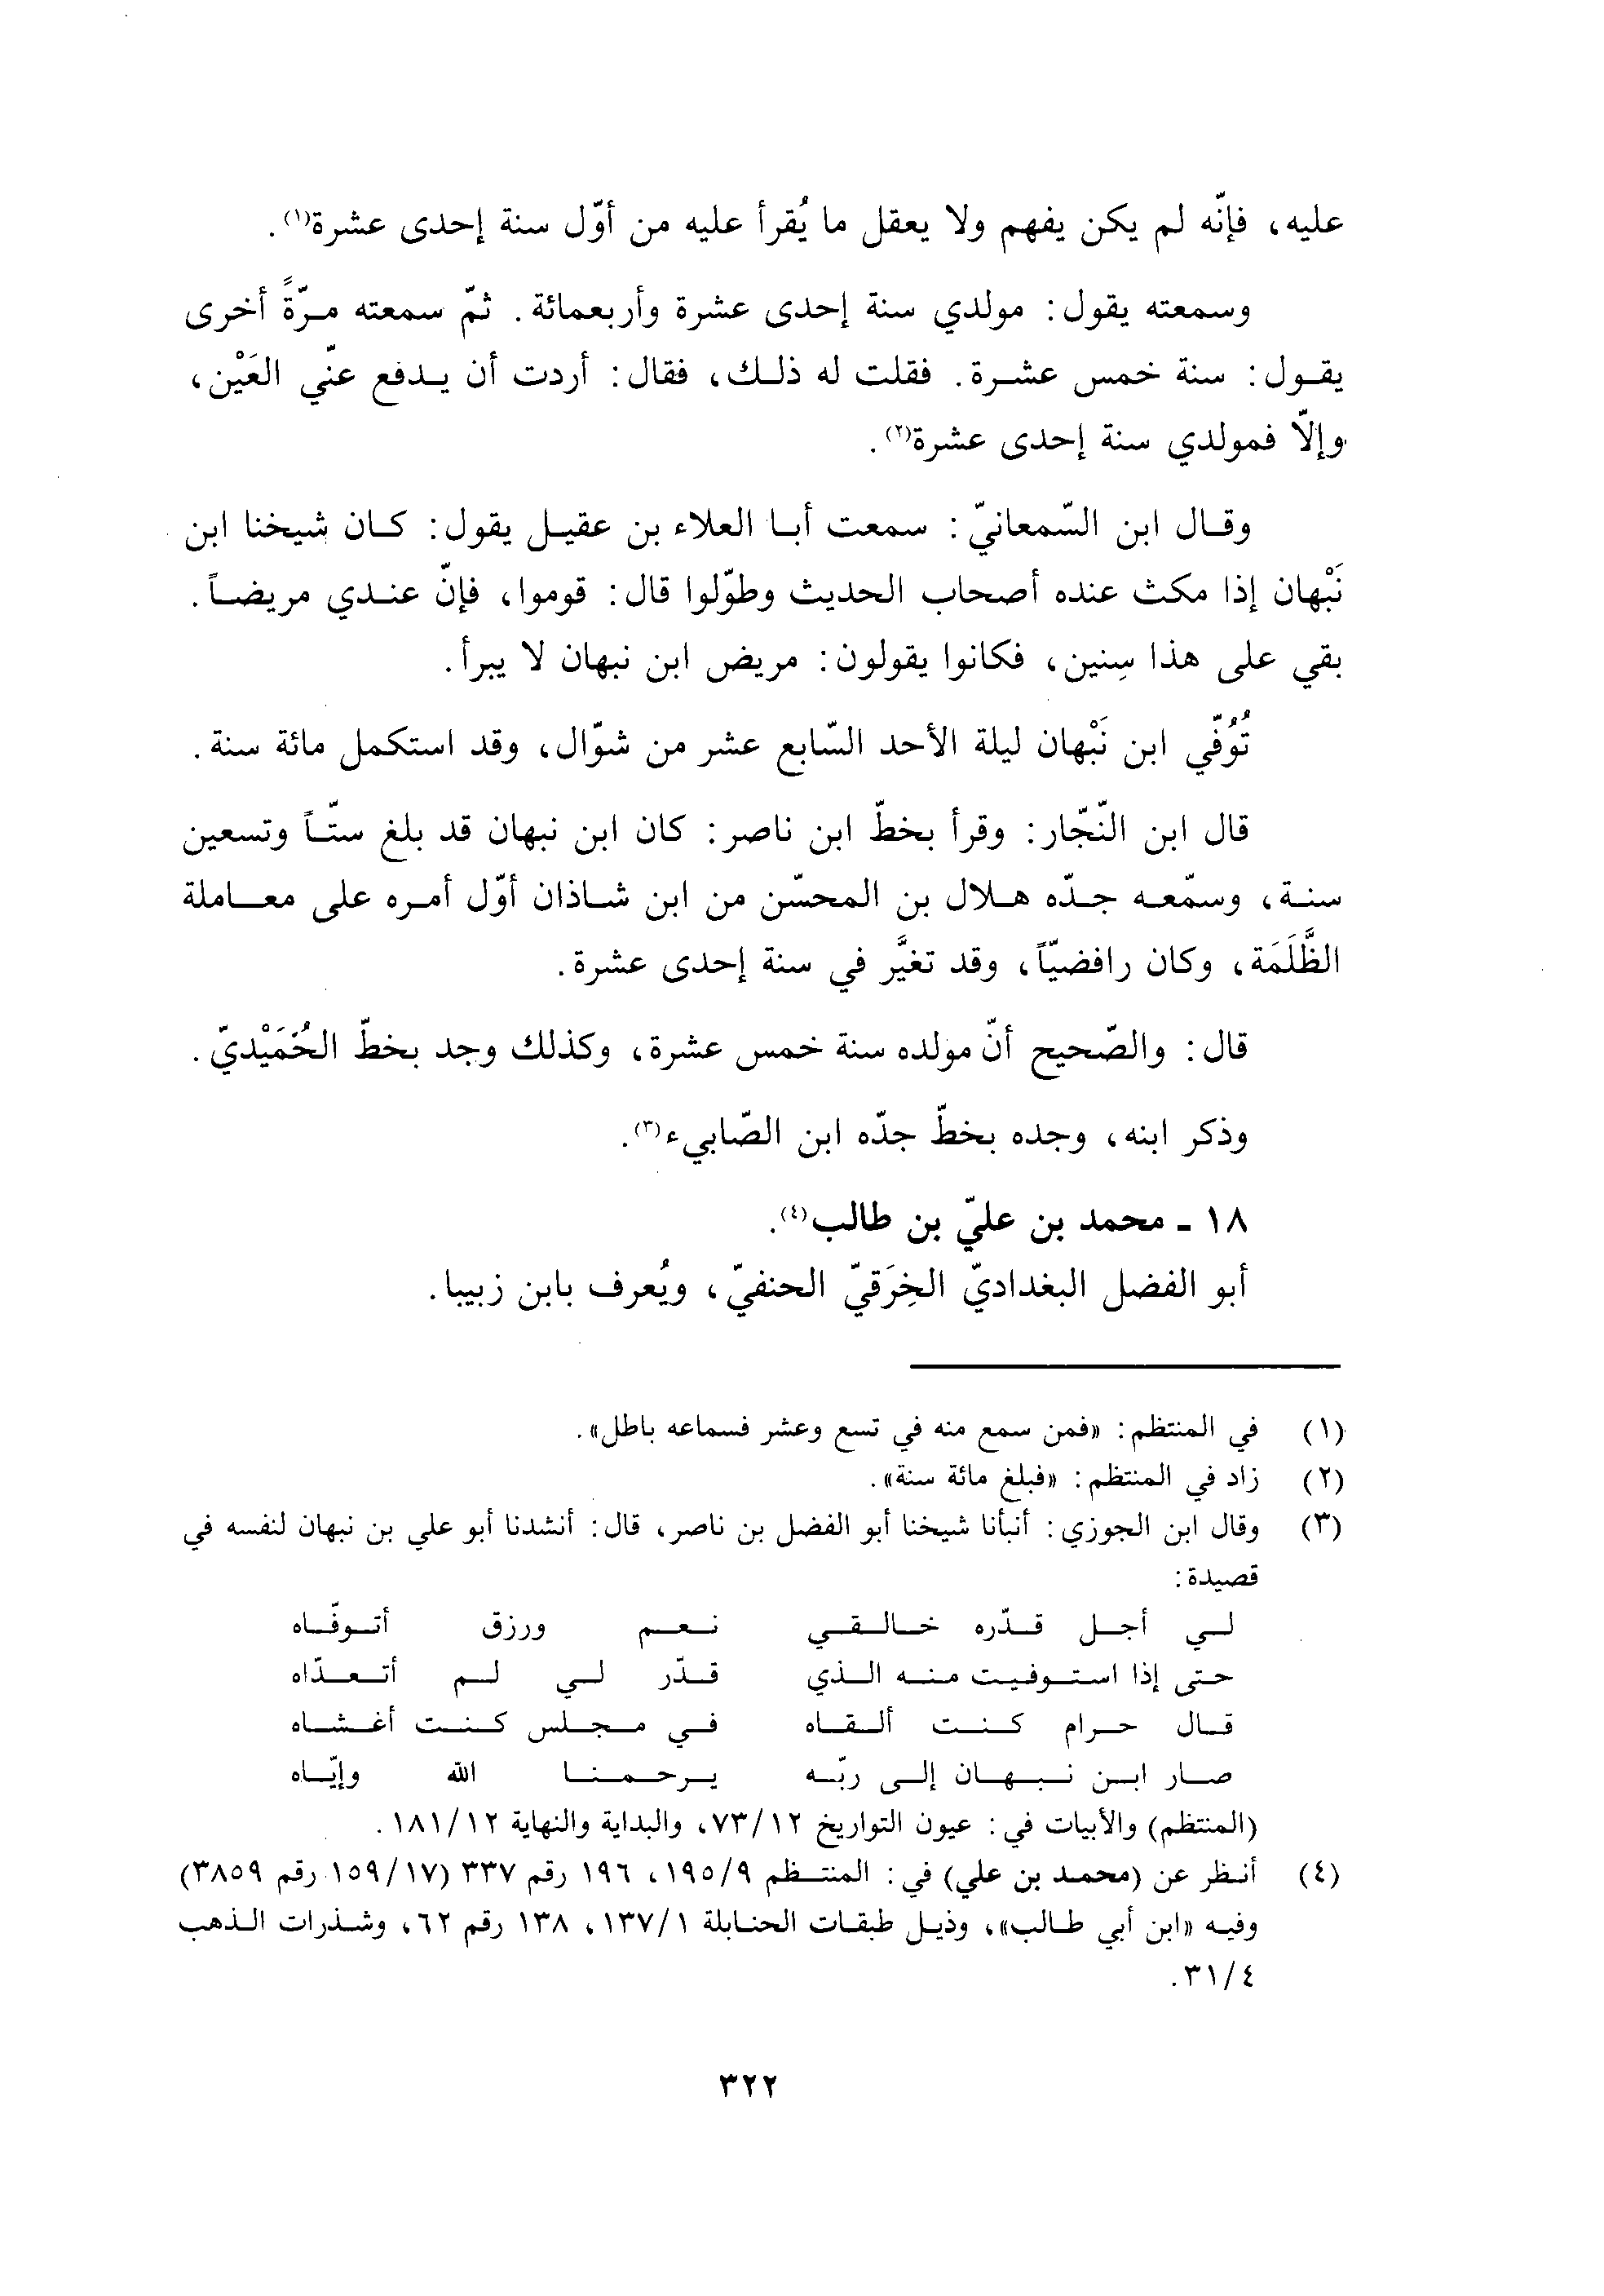 عليه، فإنّه لم يكن يفهم ولا يعقل ما يُقرأ عليه من أوّل سنة إحدى عشرة(١).
وسمعته يقول: مولدي سنة إحدى عشرة وأربعمائة. ثمّ سمعته مرّةً أخرى
يقول: سنة خمس عشرة. فقلت له ذلك، فقال: أردت أن يدفع عنّي العَيْن،
وإلّا فمولدي سنة إحدى عشرة(٢).
وقال ابن السّمعانيّ: سمعت أبا العلاء بن عقيل يقول: كان شيخنا ابن
نَبْهان إذا مكث عنده أصحاب الحديث وطوّلوا قال: قوموا، فإنّ عندي مريضاً.
بقي على هذا سِنين، فكانوا يقولون: مريض ابن نبهان لا يبرأ.
تُوُفّي ابن نَبْهان ليلة الأحد السّابع عشر من شوّال، وقد استكمل مائة سنة.
قال ابن النّجّار: وقرأ بخطّ ابن ناصر: كان ابن نبهان قد بلغ ستّاً وتسعين
سنة، وسمّعه جدّه هلال بن المحسّن من ابن شاذان أوّل أمره على معاملة
الظَّلَمَة، وكان رافضيّاً، وقد تغيَّر في سنة إحدى عشرة.
قال: والصّحيح أنّ مولده سنة خمس عشرة، وكذلك وجد بخطّ الحُمَيْديّ.
وذكر ابنه، وجده بخطّ جدّه ابن الصّابيء(٣).
١٨ ـ محمد بن عليّ بن طالب(٤).
أبو الفضل البغداديّ الخِرَقيّ الحنفيّ، ويُعرف بابن زبيبا.
(١) في المنتظم: «فمن سمع منه في تسع وعشر فسماعه باطل».
(٢) زاد في المنتظم: «فبلغ مائة سنة».
(٣) وقال ابن الجوزي: أنبأنا شيخنا أبو الفضل بن ناصر، قال: أنشدنا أبو علي بن نبهان لنفسه في
قصيدة:
لي أجل قدّره خالقي نعم ورزق أتوفّاه
حتى إذا استوفيت منه الذي قدّر لي لم أتعدّاه
قال حرام كنت ألقاه في مجلس كنت أغشاه
صار ابن نبهان إلى ربّه يرحمنا الله وإيّاه
(المنتظم) والأبيات في: عيون التواريخ ٧٣/١٢، والبداية والنهاية ١٨١/١٢.
(٤) أنظر عن (محمد بن علي) في: المنتظم ١٩٥/٩، ١٩٦ رقم ٣٣٧ (١٥٩/١٧ رقم ٣٨٥٩)
وفيه «ابن أبي طالب»، وذيل طبقات الحنابلة ١٣٧/١، ١٣٨ رقم ٦٢، وشذرات الذهب
٣١/٤.
٣٢٢